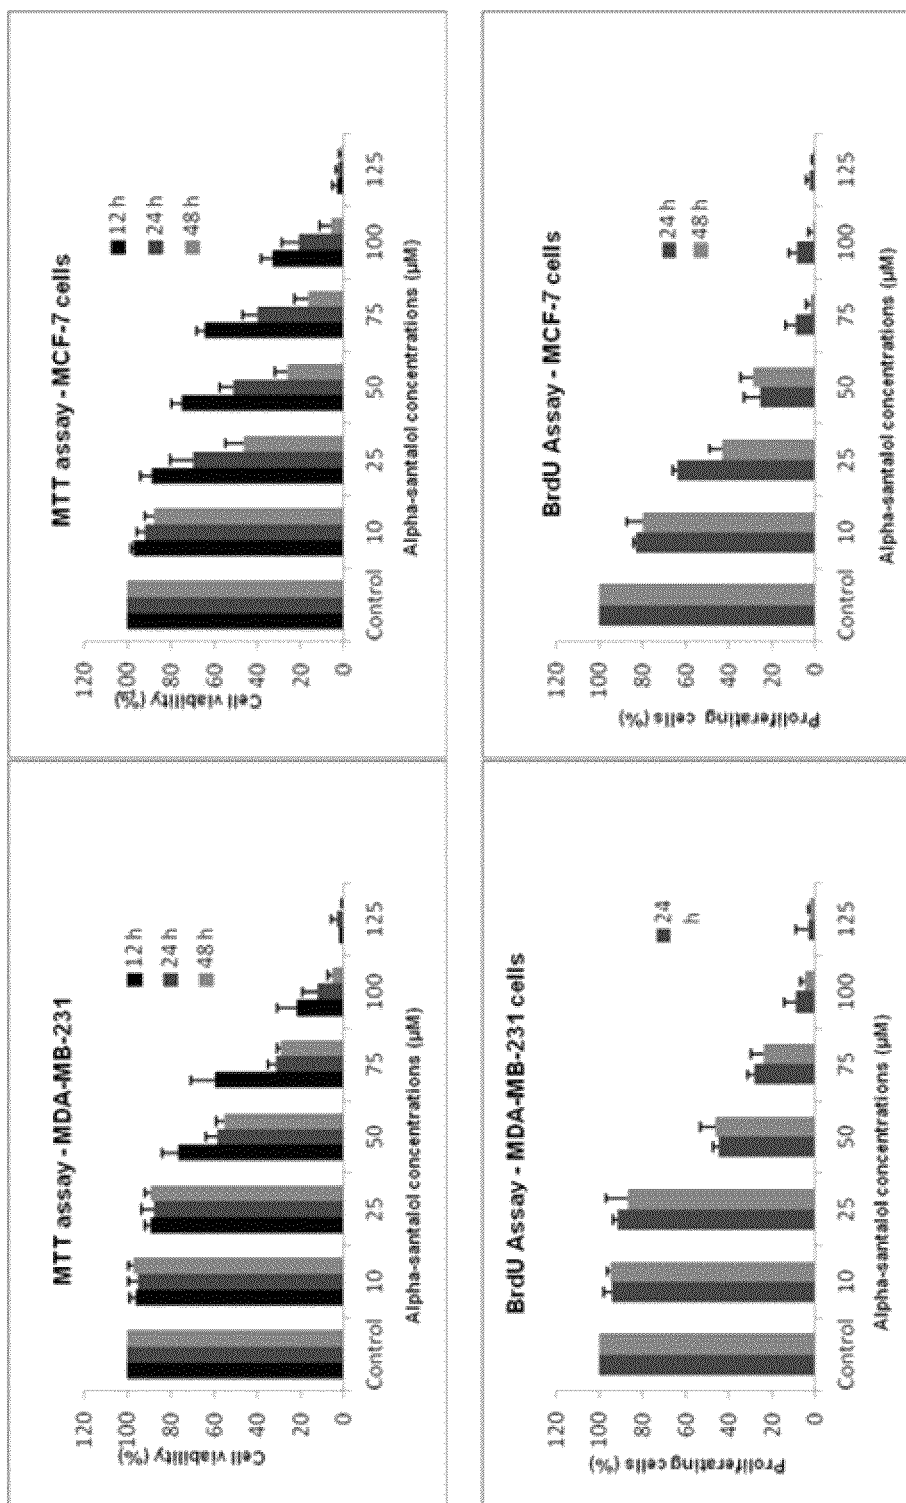 MTT assay - MDA-MB-231
12 h
24 h
48 h
120
100
80
60
40
20
0
Cell viability (%)
Control 10 25 50 75 100 125
Alpha-santalol concentrations (µM)
MTT assay - MCF-7 cells
12 h
24 h
48 h
120
100
80
60
40
20
0
Cell viability (%)
Control 10 25 50 75 100 125
Alpha-santalol concentrations (µM)
BrdU Assay - MDA-MB-231 cells
24
h
120
100
80
60
40
20
0
Proliferating cells (%)
Control 10 25 50 75 100 125
Alpha-santalol concentrations (µM)
BrdU Assay - MCF-7 cells
24 h
48 h
120
100
80
60
40
20
0
Proliferating cells (%)
Control 10 25 50 75 100 125
Alpha-santalol concentrations (µM)